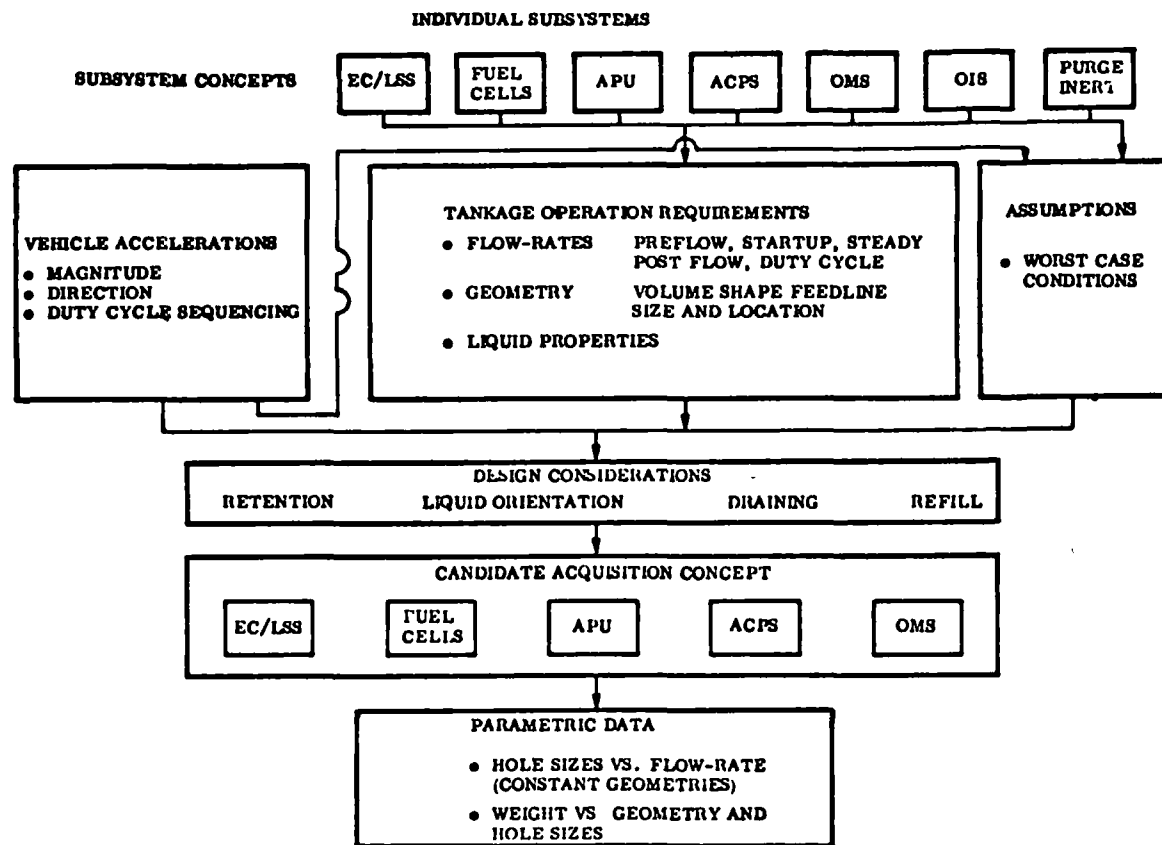 INDIVIDUAL SUBSYSTEMS
SUBSYSTEM CONCEPTS
EC/LSS
FUEL
CELLS
APU
ACPS
OMS
OIS
PURGE
INERT
VEHICLE ACCELERATIONS
● MAGNITUDE
● DIRECTION
● DUTY CYCLE SEQUENCING
TANKAGE OPERATION REQUIREMENTS
● FLOW-RATES PREFLOW, STARTUP, STEADY
POST FLOW, DUTY CYCLE
● GEOMETRY VOLUME SHAPE FEEDLINE
SIZE AND LOCATION
● LIQUID PROPERTIES
ASSUMPTIONS
● WORST CASE
CONDITIONS
DESIGN CONSIDERATIONS
RETENTION LIQUID ORIENTATION DRAINING REFILL
CANDIDATE ACQUISITION CONCEPT
EC/LSS
FUEL
CELLS
APU
ACPS
OMS
PARAMETRIC DATA
● HOLE SIZES VS. FLOW-RATE
(CONSTANT GEOMETRIES)
● WEIGHT VS GEOMETRY AND
HOLE SIZES